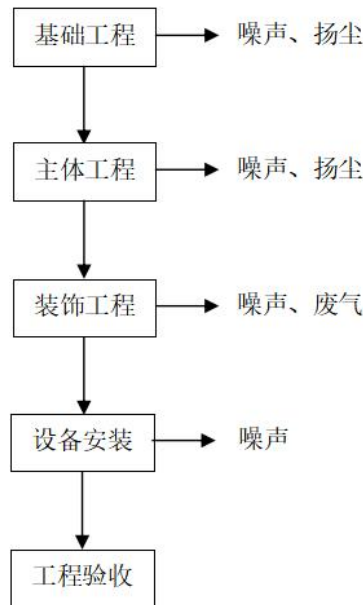 基础工程 噪声、扬尘
主体工程 噪声、扬尘
装饰工程 噪声、废气
设备安装 噪声
工程验收